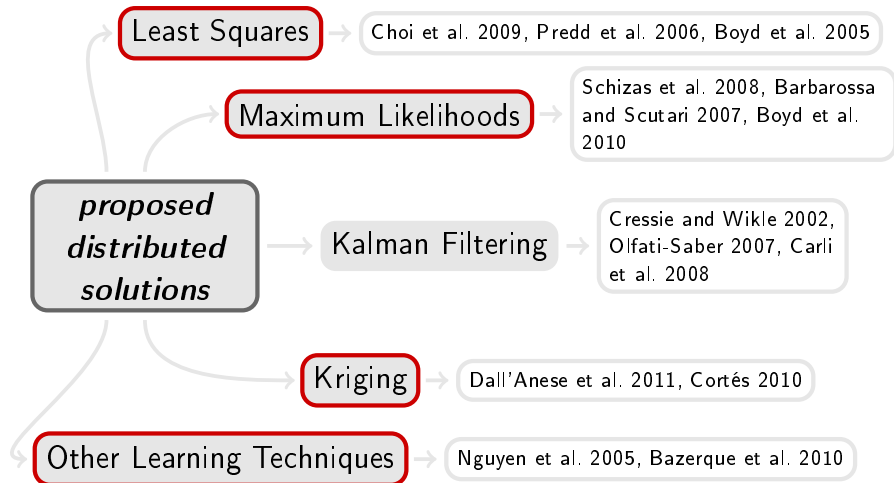 Least Squares
Choi et al. 2009, Predd et al. 2006, Boyd et al. 2005
Maximum Likelihoods
Schizas et al. 2008, Barbarossa
and Scutari 2007, Boyd et al.
2010
proposed
distributed
solutions
Kalman Filtering
Cressie and Wikle 2002,
Olfati-Saber 2007, Carli
et al. 2008
Kriging
Dall'Anese et al. 2011, Cortés 2010
Other Learning Techniques
Nguyen et al. 2005, Bazerque et al. 2010